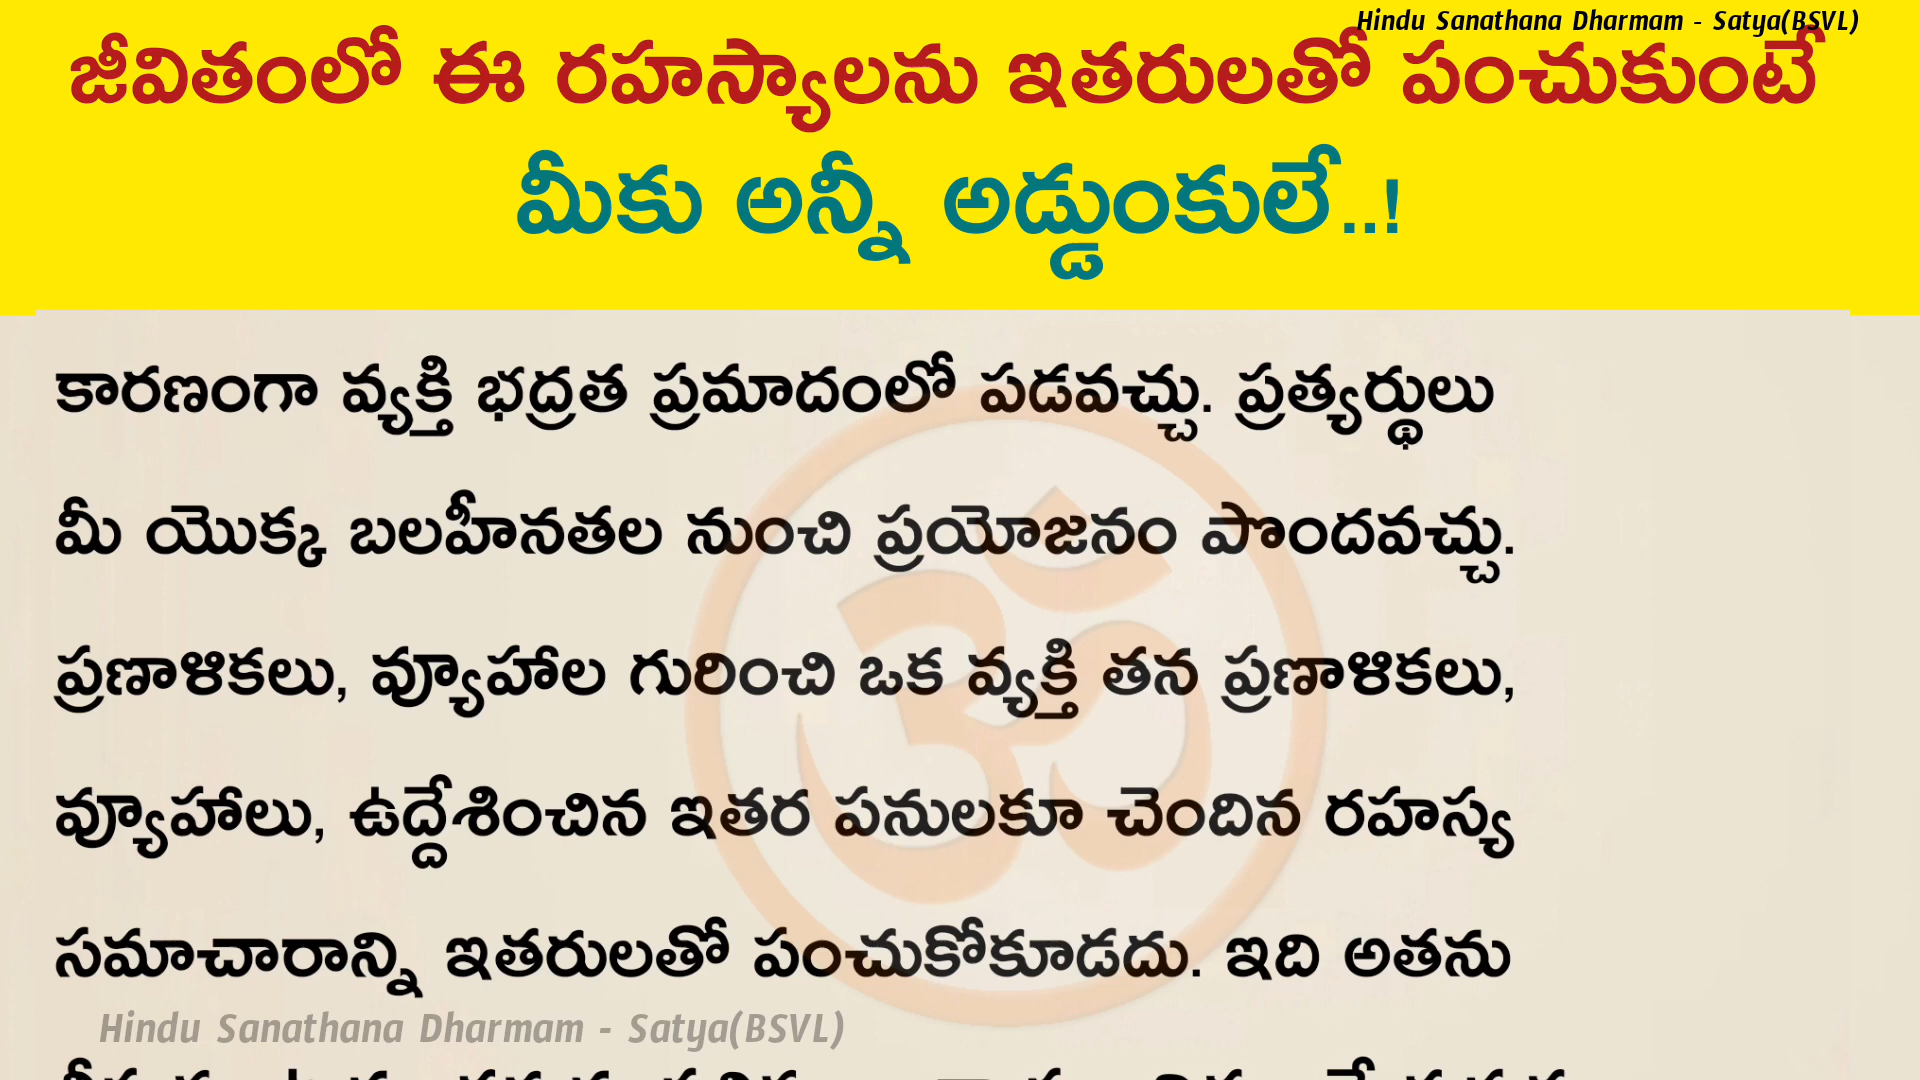 Hindu Sanathana Dharmam - Satya(BSVL)
జీవితంలో ఈ రహస్యాలను ఇతరులతో పంచుకుంటే
మీకు అన్నీ అడ్డుంకులే..!
కారణంగా వ్యక్తి భద్రత ప్రమాదంలో పడవచ్చు. ప్రత్యర్థులు
మీ యొక్క బలహీనతల నుంచి ప్రయోజనం పొందవచ్చు.
ప్రణాళికలు, వ్యూహాల గురించి ఒక వ్యక్తి తన ప్రణాళికలు,
వ్యూహాలు, ఉద్దేశించిన ఇతర పనులకూ చెందిన రహస్య
సమాచారాన్ని ఇతరులతో పంచుకోకూడదు. ఇది అతను
Hindu Sanathana Dharmam - Satya(BSVL)